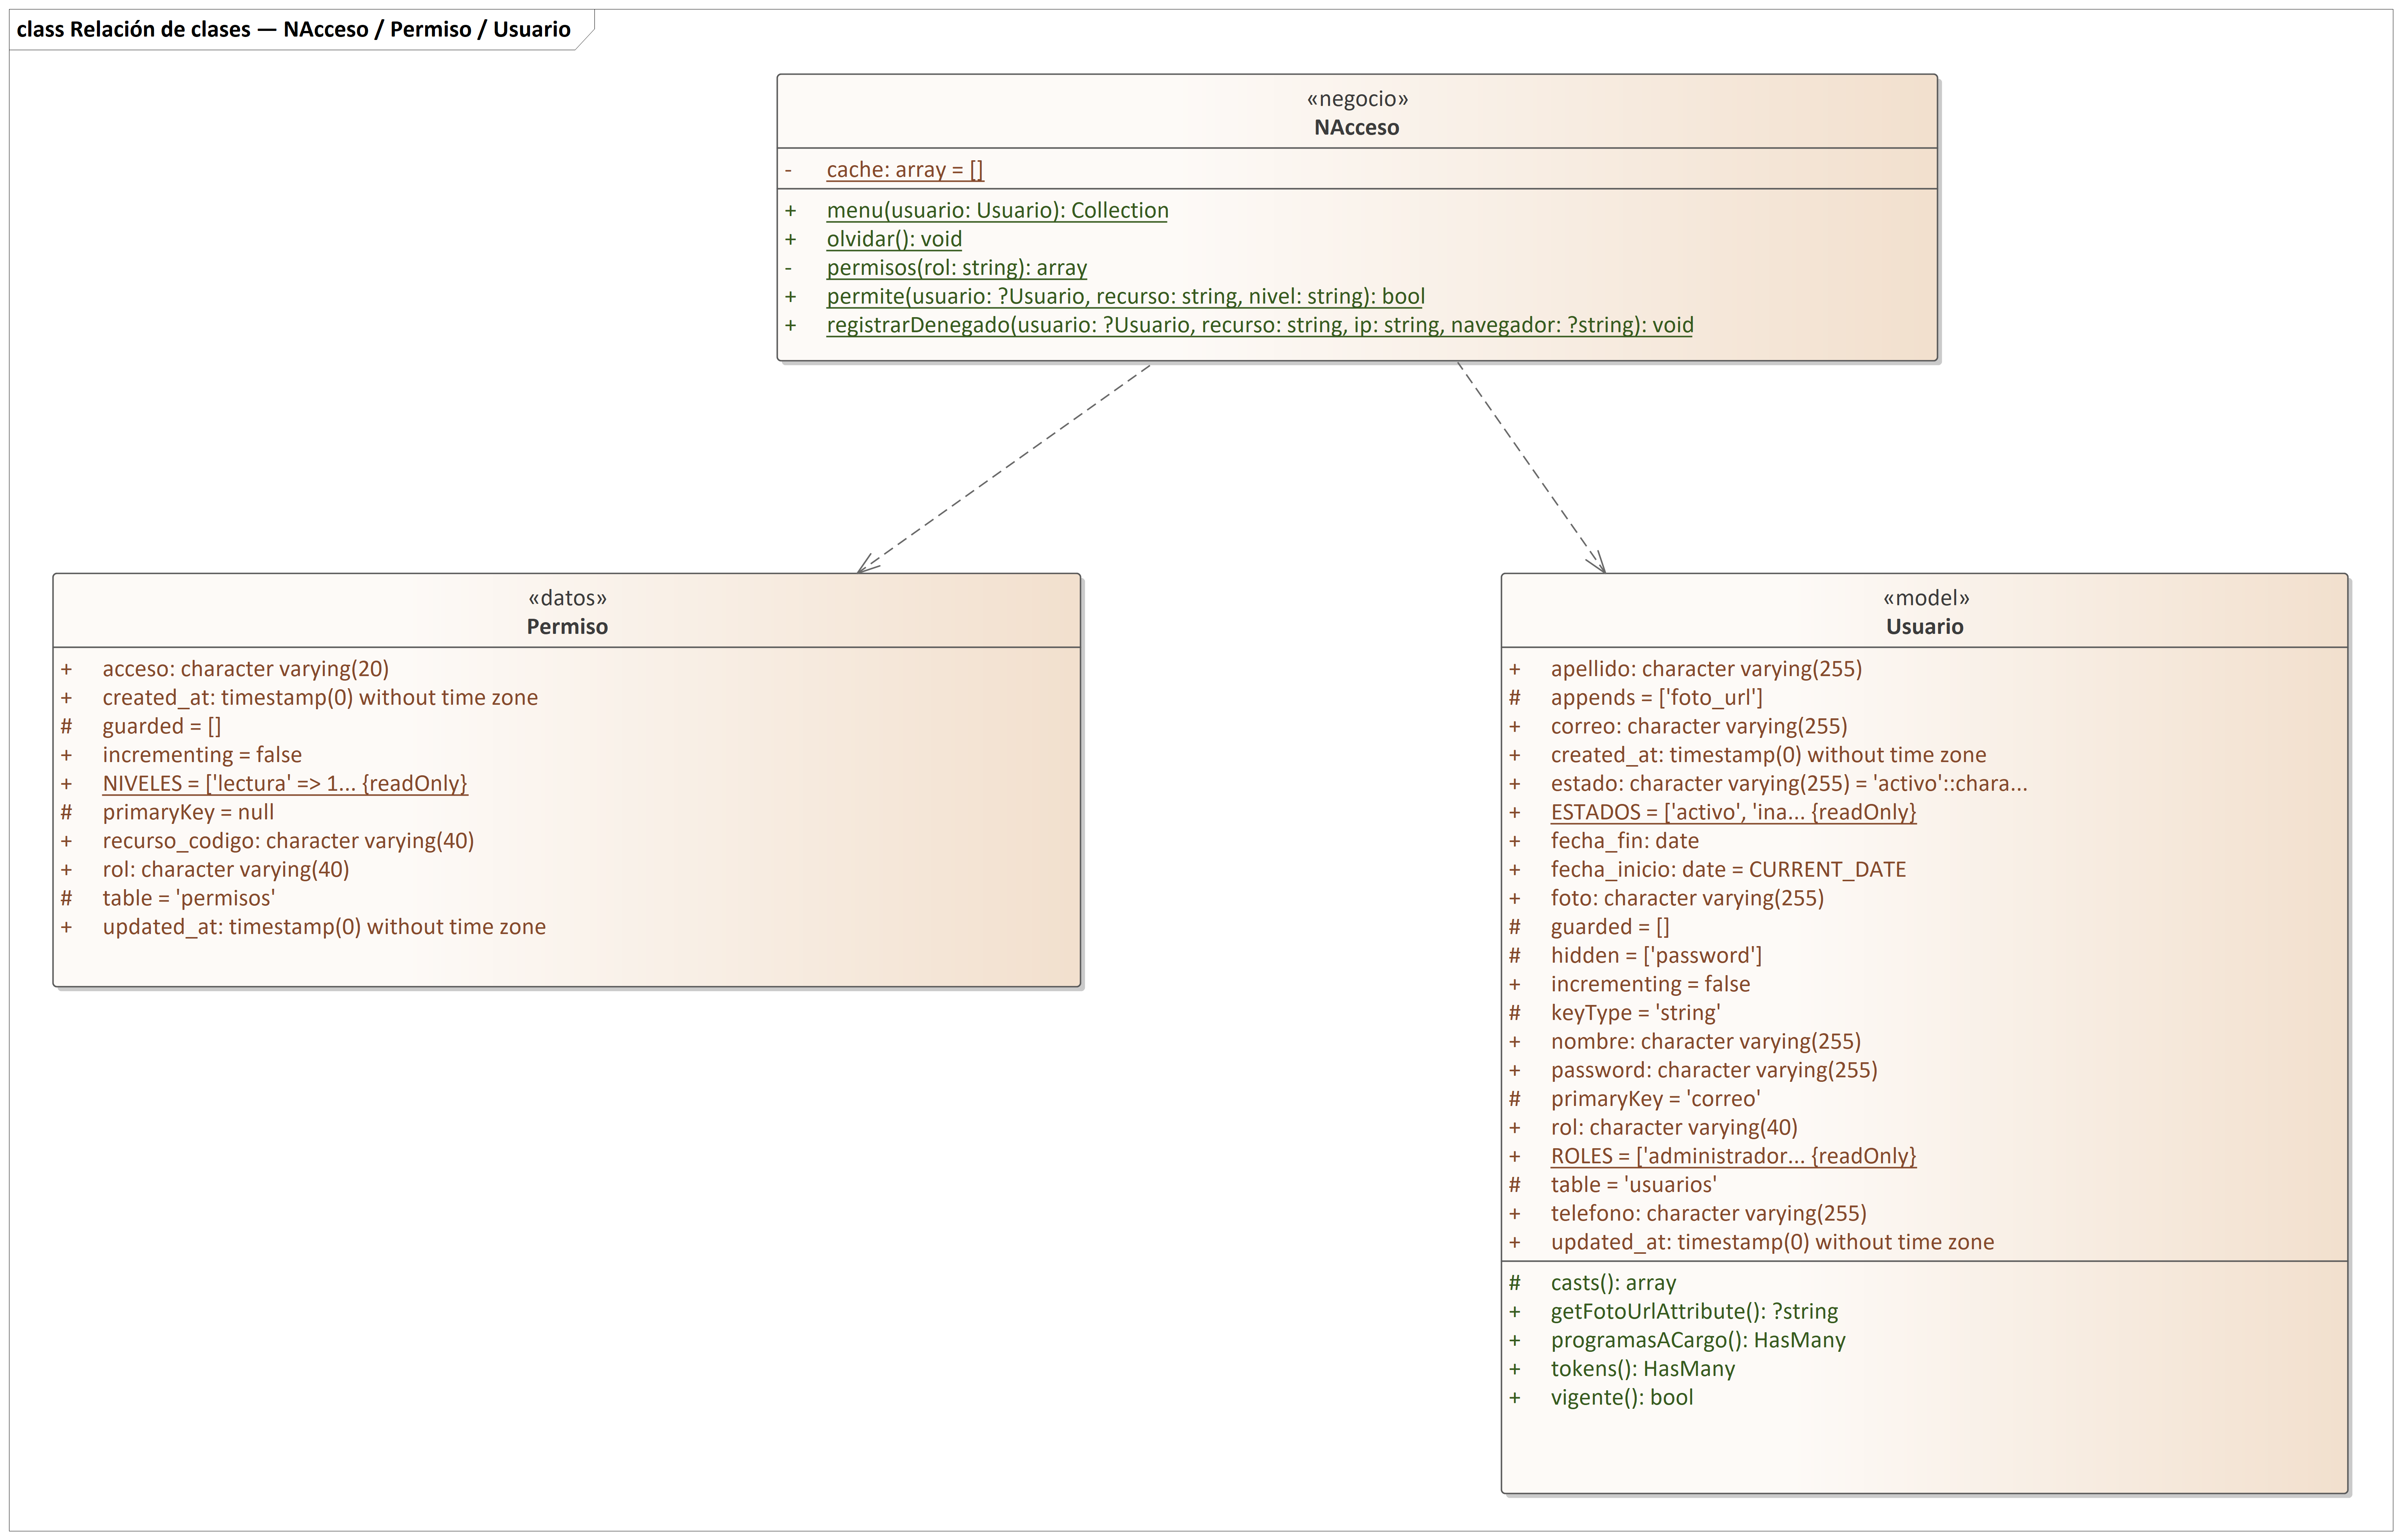 class Relación de clases — NAcceso / Permiso / Usuario
«negocio»
NAcceso
- cache: array = []
+ menu(usuario: Usuario): Collection
+ olvidar(): void
- permisos(rol: string): array
+ permite(usuario: ?Usuario, recurso: string, nivel: string): bool
+ registrarDenegado(usuario: ?Usuario, recurso: string, ip: string, navegador: ?string): void
«datos»
Permiso
+ acceso: character varying(20)
+ created_at: timestamp(0) without time zone
# guarded = []
+ incrementing = false
+ NIVELES = ['lectura' => 1... {readOnly}
# primaryKey = null
+ recurso_codigo: character varying(40)
+ rol: character varying(40)
# table = 'permisos'
+ updated_at: timestamp(0) without time zone
«model»
Usuario
+ apellido: character varying(255)
# appends = ['foto_url']
+ correo: character varying(255)
+ created_at: timestamp(0) without time zone
+ estado: character varying(255) = 'activo'::chara...
+ ESTADOS = ['activo', 'ina... {readOnly}
+ fecha_fin: date
+ fecha_inicio: date = CURRENT_DATE
+ foto: character varying(255)
# guarded = []
# hidden = ['password']
+ incrementing = false
# keyType = 'string'
+ nombre: character varying(255)
+ password: character varying(255)
# primaryKey = 'correo'
+ rol: character varying(40)
+ ROLES = ['administrador... {readOnly}
# table = 'usuarios'
+ telefono: character varying(255)
+ updated_at: timestamp(0) without time zone
# casts(): array
+ getFotoUrlAttribute(): ?string
+ programasACargo(): HasMany
+ tokens(): HasMany
+ vigente(): bool